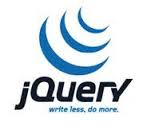 jQuery
write less, do more.